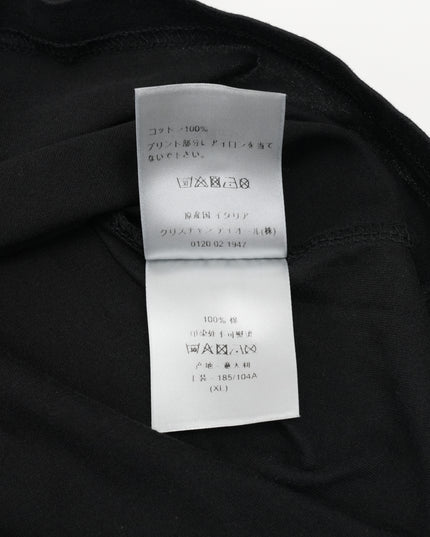 コットン100%
プリント部分に アイロンを当て
ないで下さい。
原産国 イタリア
クリスチャン ディオール(株)
0120 02 1947
100% 棉
印染处不可熨烫
产地:意大利
上装 - 185/104A
(XL)